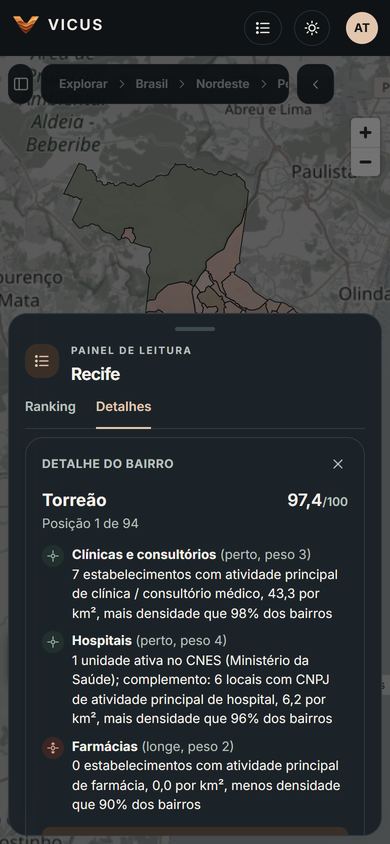 VICUS
AT
Explorar > Brasil > Nordeste >
Aldeia -
Beberibe
Abreu e Lima
+
−
PAINEL DE LEITURA
Recife
Ranking Detalhes
DETALHE DO BAIRRO
Torreão 97,4/100
Posição 1 de 94
Clínicas e consultórios (perto, peso 3)
7 estabelecimentos com atividade principal
de clínica / consultório médico, 43,3 por
km², mais densidade que 98% dos bairros
Hospitais (perto, peso 4)
1 unidade ativa no CNES (Ministério da
Saúde); complemento: 6 locais com CNPJ
de atividade principal de hospital, 6,2 por
km², mais densidade que 96% dos bairros
Farmácias (longe, peso 2)
0 estabelecimentos com atividade principal
de farmácia, 0,0 por km², menos densidade
que 90% dos bairros